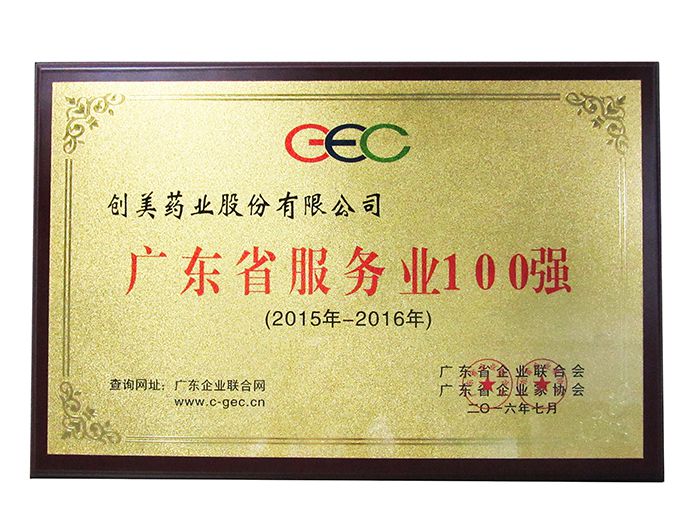 GEC
创美药业股份有限公司
广东省服务业100强
(2015年-2016年)
查询网址：广东企业联合网
www.c-gec.cn
广东省企业联合会
广东省企业家协会
二〇一六年七月